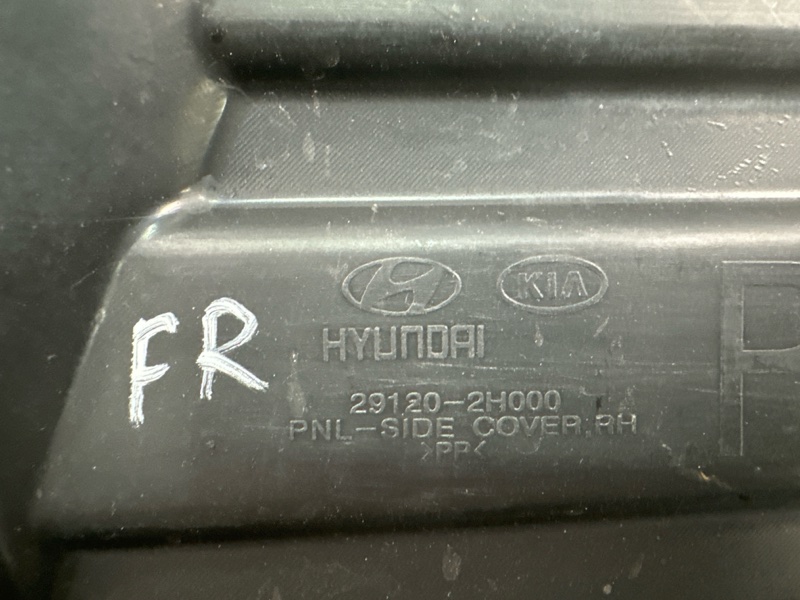 KIA
HYUNDAI
FR
29120-2H000
PNL-SIDE COVER,RH
>PP<